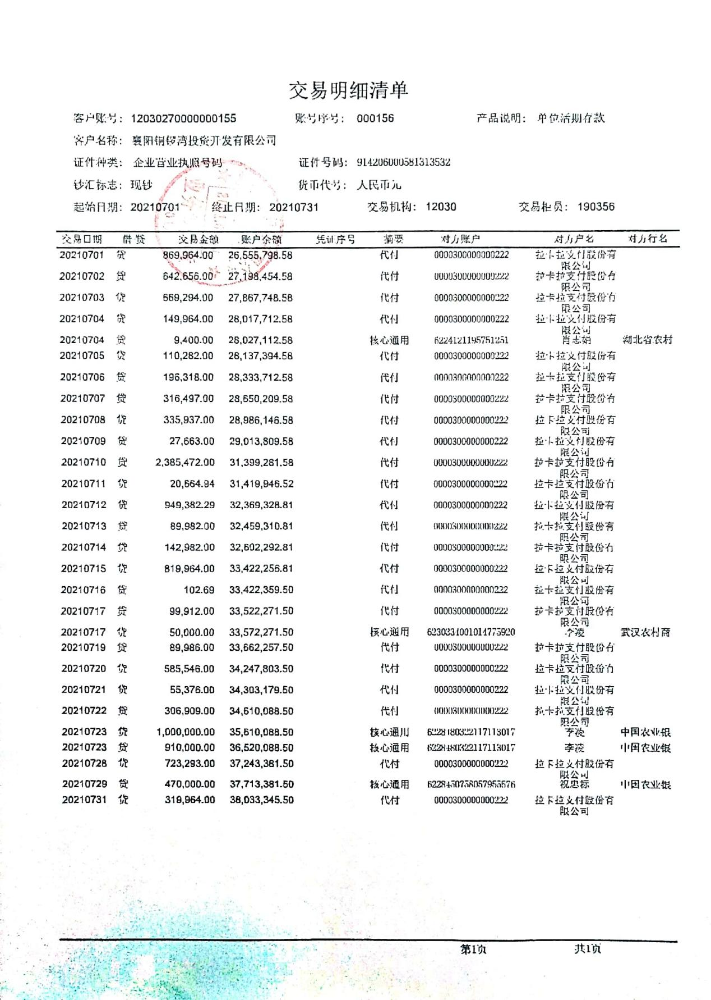 交易明细清单
客户账号： 12030270000000155 账号序号： 000156 产品说明： 单位活期存款
客户名称： 襄阳铜锣湾投资开发有限公司
证件种类： 企业营业执照号码 证件号码： 914206000581313532
钞汇标志： 现钞 货币代号： 人民币元
起始日期： 20210701 终止日期： 20210731 交易机构： 12030 交易柜员： 190356
交易日期 借贷 交易金额 账户余额 凭证序号 摘要 对方账户 对方户名 对方行名
20210701 贷 869,964.00 26,555,798.58 代付 0000300000000222 拉卡拉支付股份有
限公司
20210702 贷 642,656.00 27,198,454.58 代付 0000300000000222 拉卡拉支付股份有
限公司
20210703 贷 669,294.00 27,867,748.58 代付 0000300000000222 拉卡拉支付股份有
限公司
20210704 贷 149,964.00 28,017,712.58 代付 0000300000000222 拉卡拉支付股份有
限公司
20210704 贷 9,400.00 28,027,112.58 核心通用 6224121195751251 肖志娟 湖北省农村
20210705 贷 110,282.00 28,137,394.58 代付 0000300000000222 拉卡拉支付股份有
限公司
20210706 贷 196,318.00 28,333,712.58 代付 0000300000000222 拉卡拉支付股份有
限公司
20210707 贷 316,497.00 28,650,209.58 代付 0000300000000222 拉卡拉支付股份有
限公司
20210708 贷 335,937.00 28,986,146.58 代付 0000300000000222 拉卡拉支付股份有
限公司
20210709 贷 27,663.00 29,013,809.58 代付 0000300000000222 拉卡拉支付股份有
限公司
20210710 贷 2,385,472.00 31,399,281.58 代付 0000300000000222 拉卡拉支付股份有
限公司
20210711 贷 20,664.94 31,419,946.52 代付 0000300000000222 拉卡拉支付股份有
限公司
20210712 贷 949,382.29 32,369,328.81 代付 0000300000000222 拉卡拉支付股份有
限公司
20210713 贷 89,982.00 32,459,310.81 代付 0000300000000222 拉卡拉支付股份有
限公司
20210714 贷 142,982.00 32,602,292.81 代付 0000300000000222 拉卡拉支付股份有
限公司
20210715 贷 819,964.00 33,422,256.81 代付 0000300000000222 拉卡拉支付股份有
限公司
20210716 贷 102.69 33,422,359.50 代付 0000300000000222 拉卡拉支付股份有
限公司
20210717 贷 99,912.00 33,522,271.50 代付 0000300000000222 拉卡拉支付股份有
限公司
20210717 贷 50,000.00 33,572,271.50 核心通用 6230331001014775920 李凌 武汉农村商
20210719 贷 89,986.00 33,662,257.50 代付 0000300000000222 拉卡拉支付股份有
限公司
20210720 贷 585,546.00 34,247,803.50 代付 0000300000000222 拉卡拉支付股份有
限公司
20210721 贷 55,376.00 34,303,179.50 代付 0000300000000222 拉卡拉支付股份有
限公司
20210722 贷 306,909.00 34,610,088.50 代付 0000300000000222 拉卡拉支付股份有
限公司
20210723 贷 1,000,000.00 35,610,088.50 核心通用 6228480322117113017 李凌 中国农业银
20210723 贷 910,000.00 36,520,088.50 核心通用 6228480322117113017 李凌 中国农业银
20210728 贷 723,293.00 37,243,381.50 代付 0000300000000222 拉卡拉支付股份有
限公司
20210729 贷 470,000.00 37,713,381.50 核心通用 6228450758057955576 祝忠标 中国农业银
20210731 贷 319,964.00 38,033,345.50 代付 0000300000000222 拉卡拉支付股份有
限公司
第1页 共1页